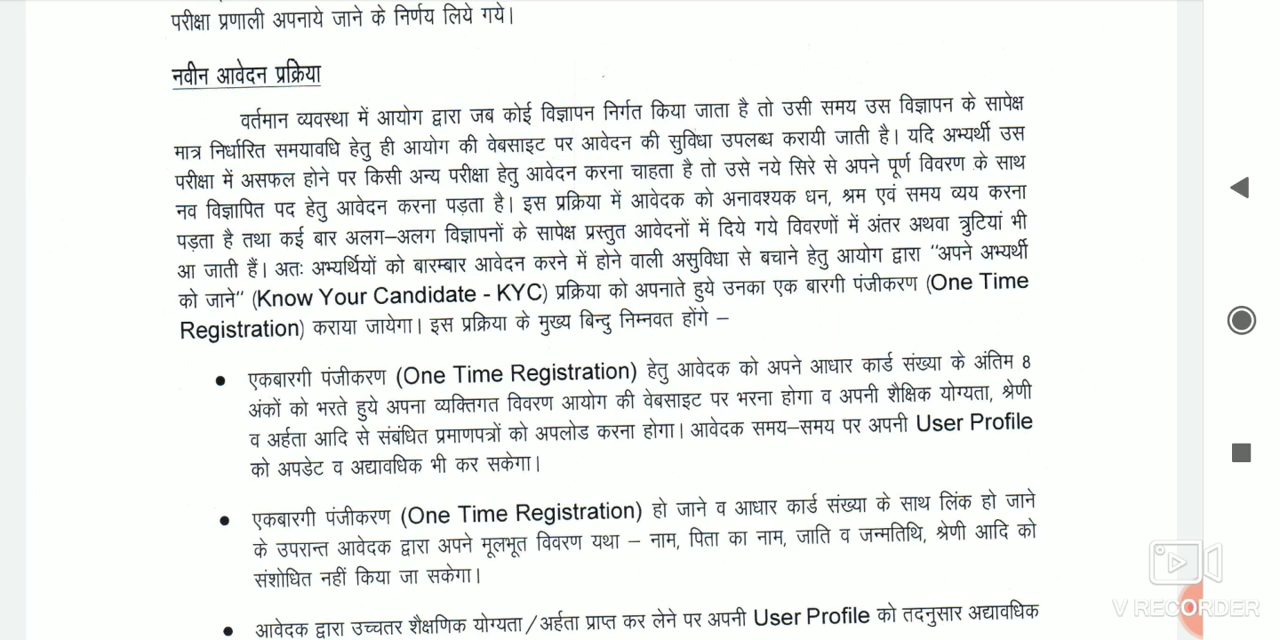 परीक्षा प्रणाली अपनाये जाने के निर्णय लिये गये।
नवीन आवेदन प्रक्रिया
वर्तमान व्यवस्था में आयोग द्वारा जब कोई विज्ञापन निर्गत किया जाता है तो उसी समय उस विज्ञापन के सापेक्ष
मात्र निर्धारित समयावधि हेतु ही आयोग की वेबसाइट पर आवेदन की सुविधा उपलब्ध करायी जाती है। यदि अभ्यर्थी उस
परीक्षा में असफल होने पर किसी अन्य परीक्षा हेतु आवेदन करना चाहता है तो उसे नये सिरे से अपने पूर्ण विवरण के साथ
नव विज्ञापित पद हेतु आवेदन करना पड़ता है। इस प्रक्रिया में आवेदक को अनावश्यक धन, श्रम एवं समय व्यय करना
पड़ता है तथा कई बार अलग–अलग विज्ञापनों के सापेक्ष प्रस्तुत आवेदनों में दिये गये विवरणों में अंतर अथवा त्रुटियां भी
आ जाती हैं। अतः अभ्यर्थियों को बारम्बार आवेदन करने में होने वाली असुविधा से बचाने हेतु आयोग द्वारा "अपने अभ्यर्थी
को जाने" (Know Your Candidate - KYC) प्रक्रिया को अपनाते हुये उनका एक बारगी पंजीकरण (One Time
Registration) कराया जायेगा। इस प्रक्रिया के मुख्य बिन्दु निम्नवत होंगे –
• एकबारगी पंजीकरण (One Time Registration) हेतु आवेदक को अपने आधार कार्ड संख्या के अंतिम 8
अंकों को भरते हुये अपना व्यक्तिगत विवरण आयोग की वेबसाइट पर भरना होगा व अपनी शैक्षिक योग्यता, श्रेणी
व अर्हता आदि से संबंधित प्रमाणपत्रों को अपलोड करना होगा। आवेदक समय–समय पर अपनी User Profile
को अपडेट व अद्यावधिक भी कर सकेगा।
• एकबारगी पंजीकरण (One Time Registration) हो जाने व आधार कार्ड संख्या के साथ लिंक हो जाने
के उपरान्त आवेदक द्वारा अपने मूलभूत विवरण यथा – नाम, पिता का नाम, जाति व जन्मतिथि, श्रेणी आदि को
संशोधित नहीं किया जा सकेगा।
• आवेदक द्वारा उच्चतर शैक्षणिक योग्यता/अर्हता प्राप्त कर लेने पर अपनी User Profile को तदनुसार अद्यावधिक
V RECORDER